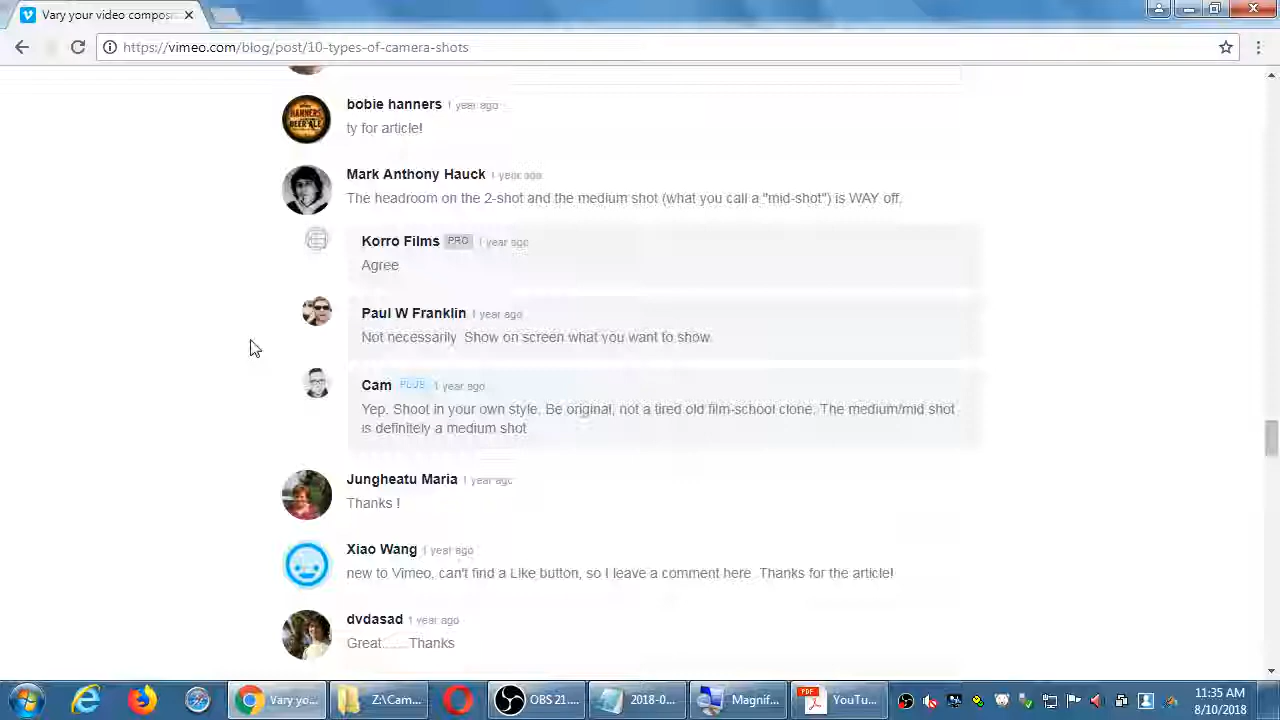 Vary your video composi
https://vimeo.com/blog/post/10-types-of-camera-shots
bobie hanners 1 year ago
HANNERS
BEER ALE
ty for article!
Mark Anthony Hauck 1 year ago
The headroom on the 2-shot and the medium shot (what you call a "mid-shot") is WAY off.
Korro Films PRO 1 year ago
Agree
Paul W Franklin 1 year ago
Not necessarily. Show on screen what you want to show.
Cam PLUS 1 year ago
Yep. Shoot in your own style. Be original, not a tired old film-school clone. The medium/mid shot
is definitely a medium shot
Jungheatu Maria 1 year ago
Thanks !
Xiao Wang 1 year ago
new to Vimeo, can't find a Like button, so I leave a comment here. Thanks for the article!
dvdasad 1 year ago
Great.......Thanks
Vary yo... Z:\Cam... OBS 21.... 2018-0... Magnif... PDF YouTu... 11:35 AM
8/10/2018